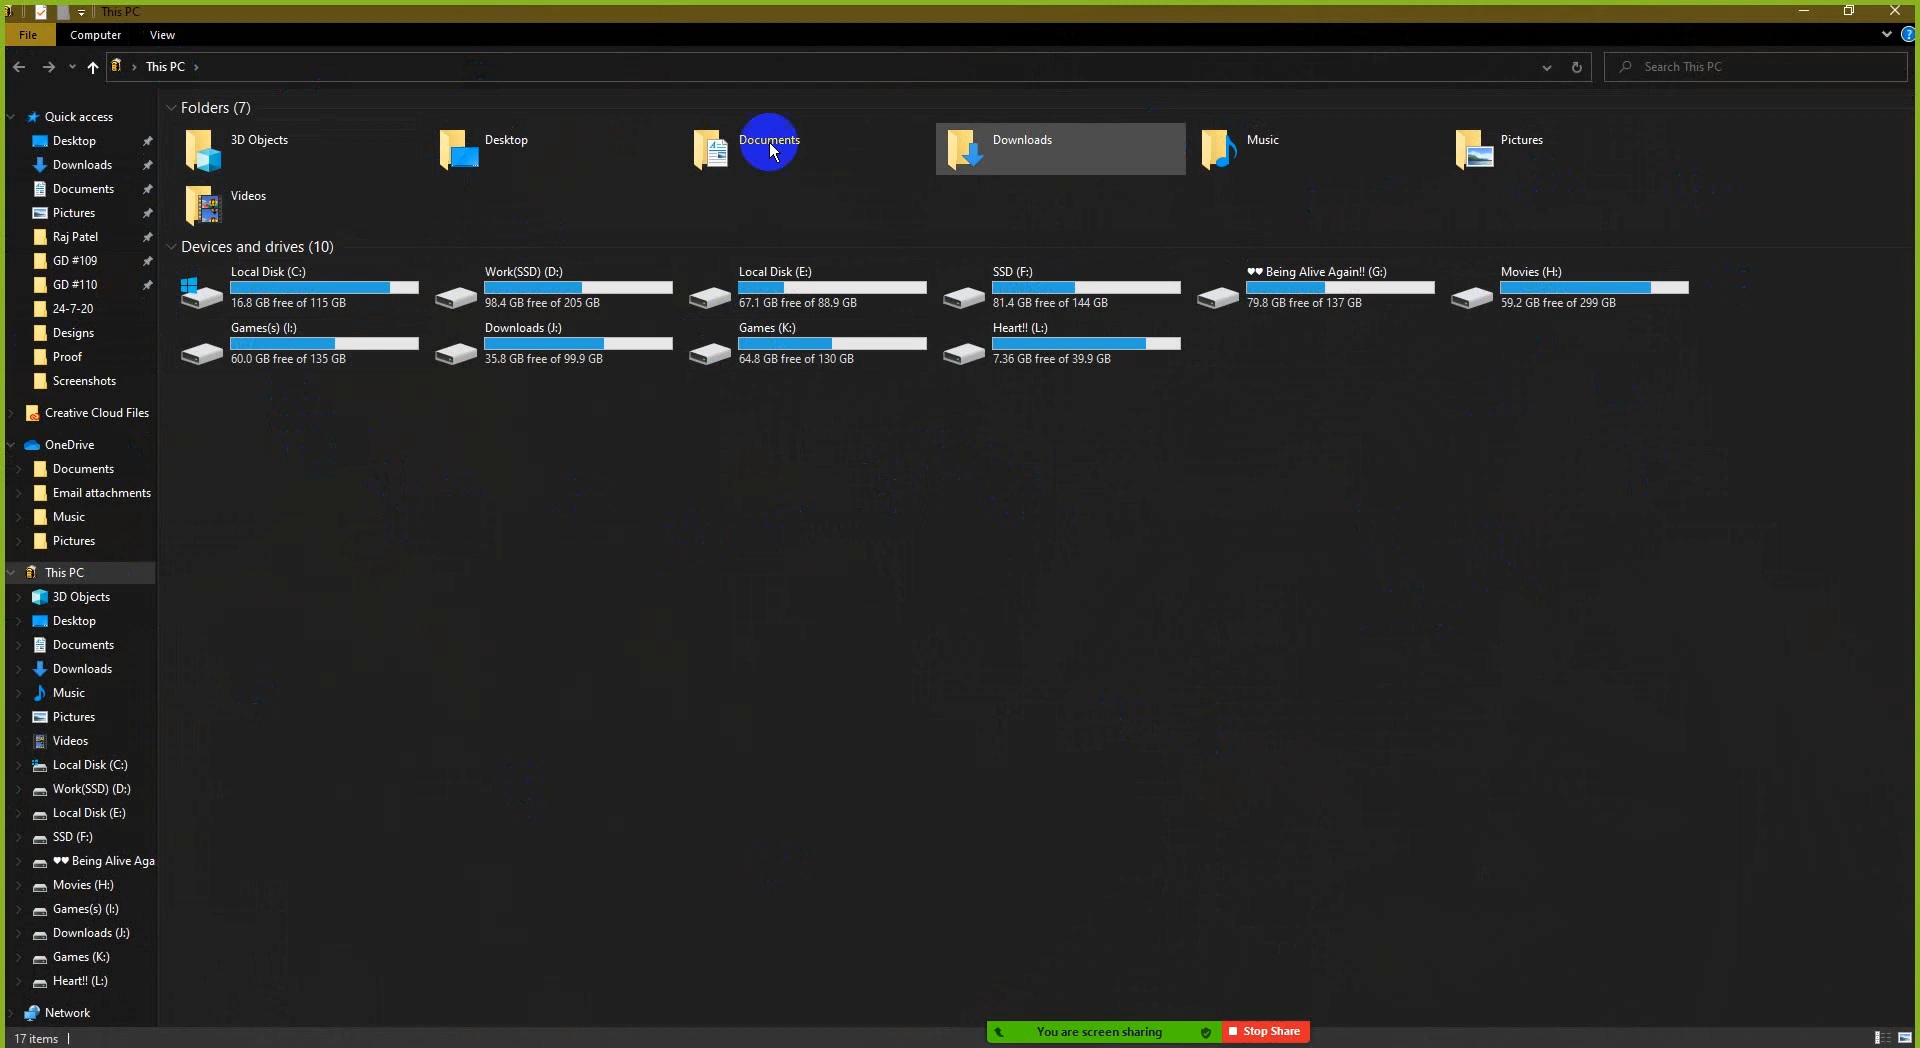 This PC
File Computer View
This PC
Search This PC
Quick access
Desktop
Downloads
Documents
Pictures
Raj Patel
GD #109
GD #110
24-7-20
Designs
Proof
Screenshots
Creative Cloud Files
OneDrive
Documents
Email attachments
Music
Pictures
This PC
3D Objects
Desktop
Documents
Downloads
Music
Pictures
Videos
Local Disk (C:)
Work(SSD) (D:)
Local Disk (E:)
SSD (F:)
♥♥ Being Alive Aga
Movies (H:)
Games(s) (I:)
Downloads (J:)
Games (K:)
Heart!! (L:)
Network
Folders (7)
3D Objects
Desktop
Documents
Downloads
Music
Pictures
Videos
Devices and drives (10)
Local Disk (C:)
16.8 GB free of 115 GB
Work(SSD) (D:)
98.4 GB free of 205 GB
Local Disk (E:)
67.1 GB free of 88.9 GB
SSD (F:)
81.4 GB free of 144 GB
♥♥ Being Alive Again!! (G:)
79.8 GB free of 137 GB
Movies (H:)
59.2 GB free of 299 GB
Games(s) (I:)
60.0 GB free of 135 GB
Downloads (J:)
35.8 GB free of 99.9 GB
Games (K:)
64.8 GB free of 130 GB
Heart!! (L:)
7.36 GB free of 39.9 GB
17 items
You are screen sharing
Stop Share